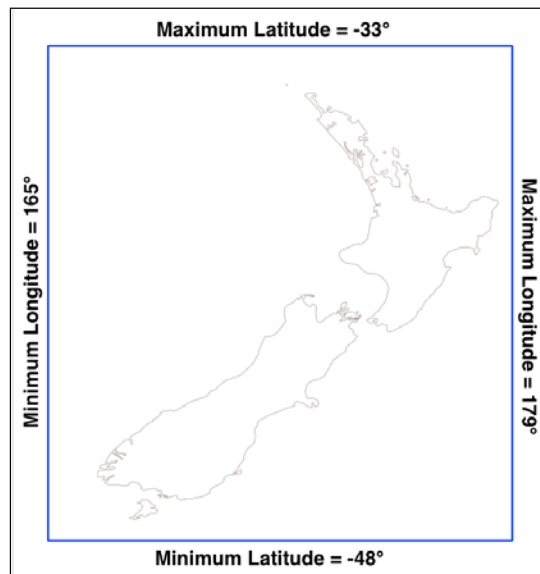 Maximum Latitude = -33°
Minimum Longitude = 165°
Maximum Longitude = 179°
Minimum Latitude = -48°